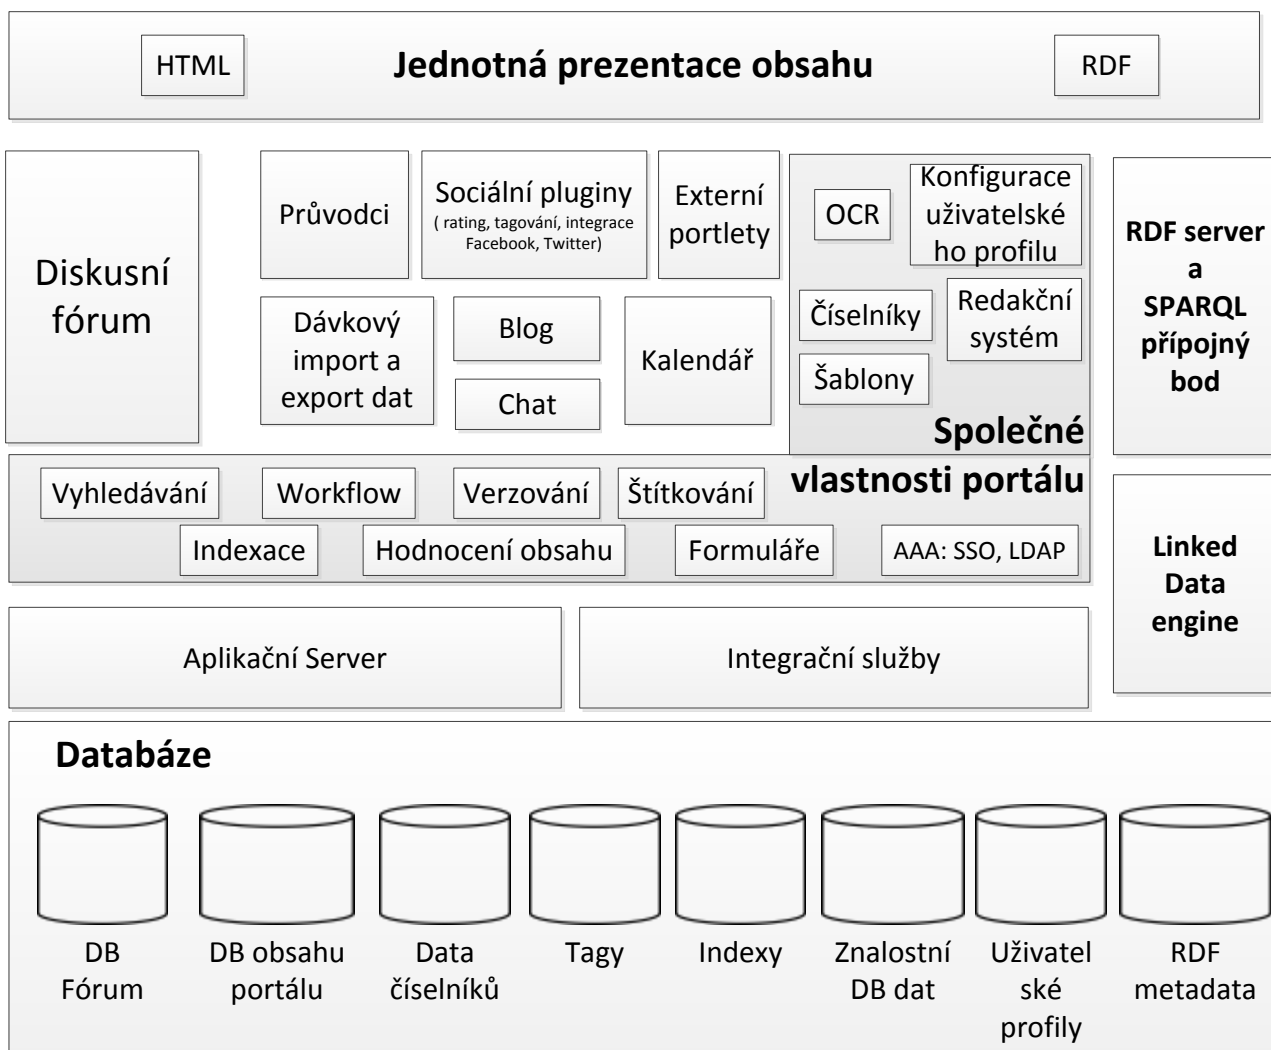 HTML
Jednotná prezentace obsahu
RDF
Diskusní
fórum
Průvodci
Sociální pluginy
( rating, tagování, integrace
Facebook, Twitter)
Externí
portlety
Dávkový
import a
export dat
Blog
Chat
Kalendář
OCR
Konfigurace
uživatelské
ho profilu
Číselníky
Redakční
systém
Šablony
Společné
vlastnosti portálu
RDF server
a
SPARQL
přípojný
bod
Vyhledávání
Workflow
Verzování
Štítkování
Indexace
Hodnocení obsahu
Formuláře
AAA: SSO, LDAP
Linked
Data
engine
Aplikační Server
Integrační služby
Databáze
DB
Fórum
DB obsahu
portálu
Data
číselníků
Tagy
Indexy
Znalostní
DB dat
Uživatel
ské
profily
RDF
metadata